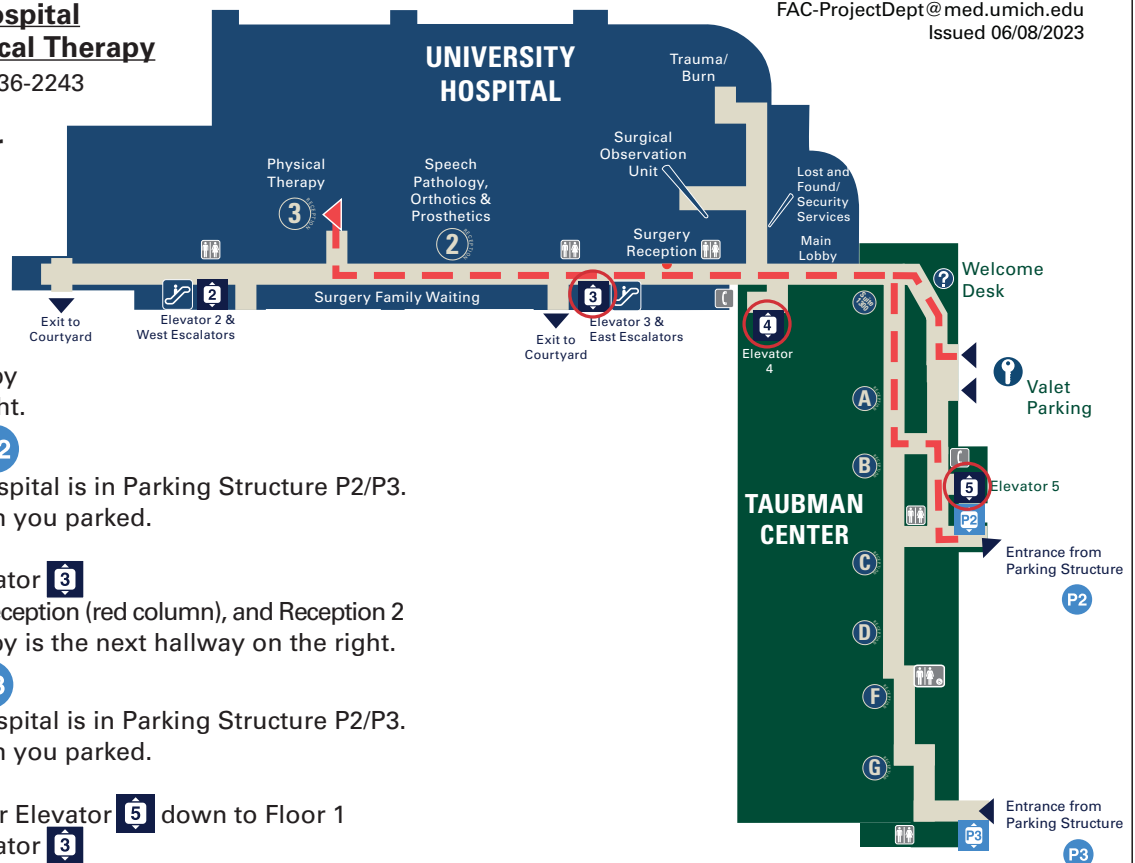 ospital
cal Therapy
36-2243
FAC-ProjectDept@med.umich.edu
Issued 06/08/2023
UNIVERSITY
HOSPITAL
Trauma/
Burn
Surgical
Observation
Unit
Lost and
Found/
Security
Services
Main
Lobby
Physical
Therapy
3
RECEPTION
Speech
Pathology,
Orthotics &
Prosthetics
2
RECEPTION
Surgery
Reception
Welcome
Desk
?
2
Surgery Family Waiting
3
4
Exit to
Courtyard
Elevator 2 &
West Escalators
Exit to
Courtyard
Elevator 3 &
East Escalators
Elevator
4
Valet
Parking
A
B
C
D
F
G
TAUBMAN
CENTER
5
Elevator 5
P2
Entrance from
Parking Structure
P2
Entrance from
Parking Structure
P3
P3
by
ht.
2
spital is in Parking Structure P2/P3.
n you parked.
ator 3
eception (red column), and Reception 2
by is the next hallway on the right.
3
spital is in Parking Structure P2/P3.
n you parked.
r Elevator 5 down to Floor 1
ator 3